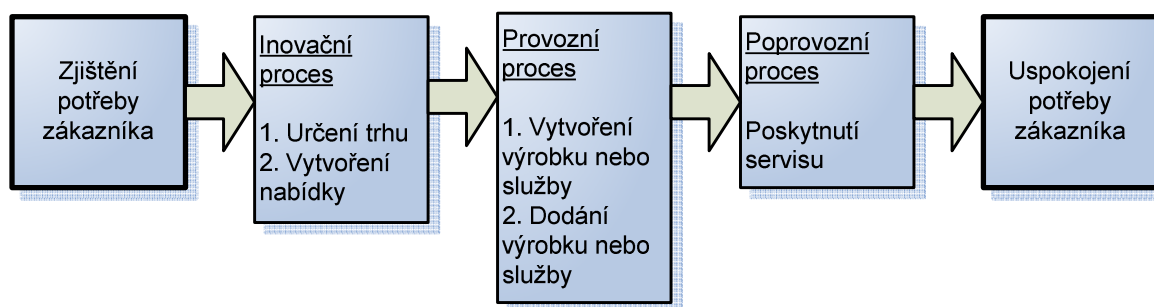 Zjištění
potřeby
zákazníka
Inovační
proces
1. Určení trhu
2. Vytvoření
nabídky
Provozní
proces
1. Vytvoření
výrobku nebo
služby
2. Dodání
výrobku nebo
služby
Poprovozní
proces
Poskytnutí
servisu
Uspokojení
potřeby
zákazníka